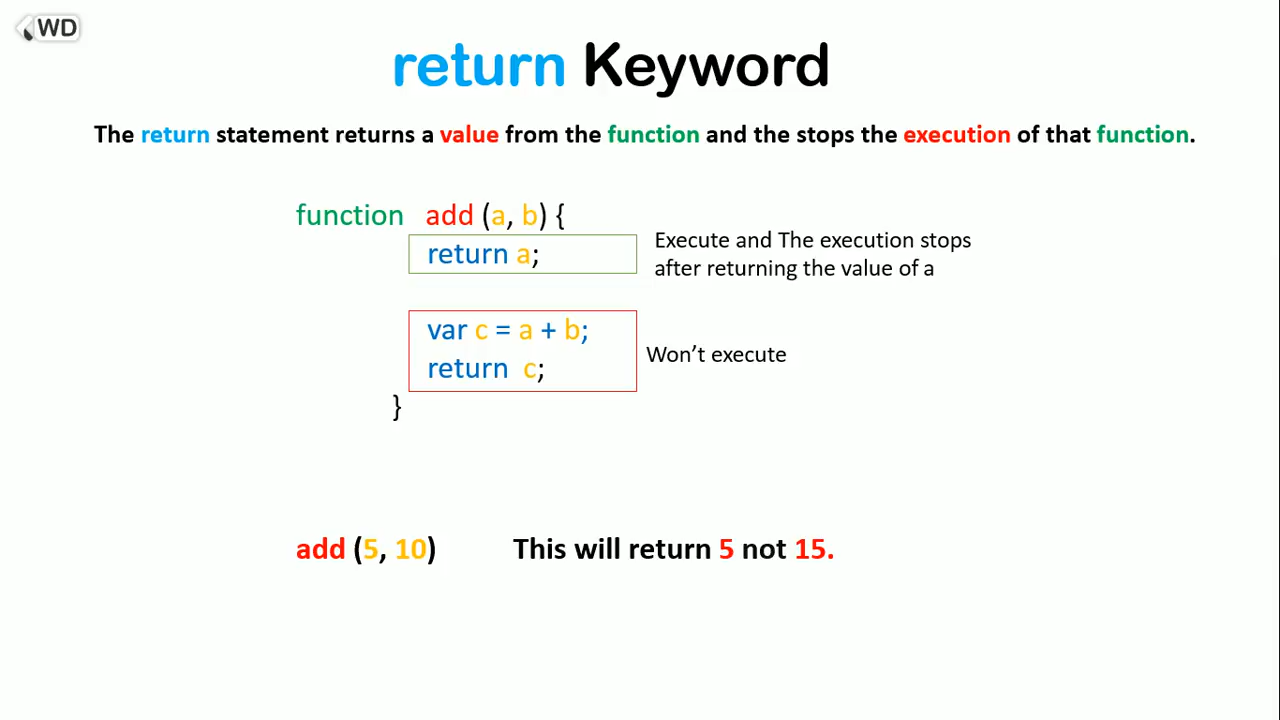 WD
return Keyword
The return statement returns a value from the function and the stops the execution of that function.
function add (a, b) {
return a;
Execute and The execution stops
after returning the value of a
var c = a + b;
return c;
Won’t execute
}
add (5, 10) This will return 5 not 15.